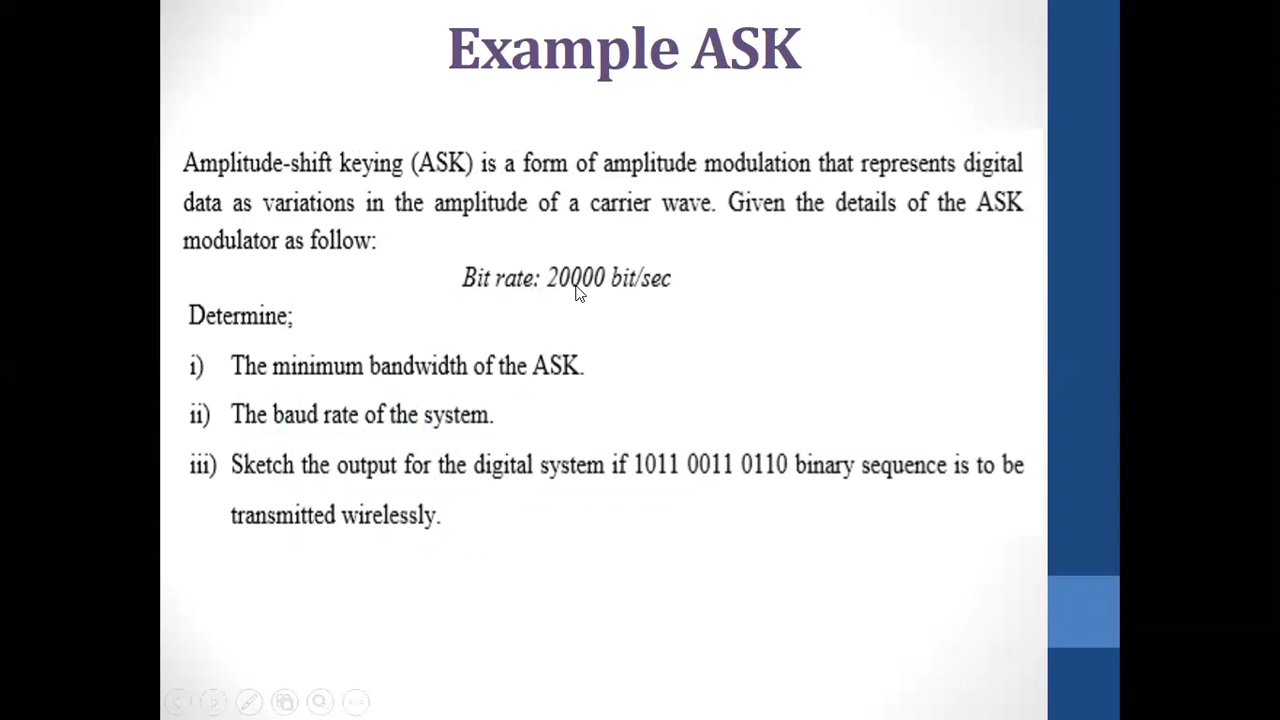 Example ASK
Amplitude-shift keying (ASK) is a form of amplitude modulation that represents digital
data as variations in the amplitude of a carrier wave. Given the details of the ASK
modulator as follow:
Bit rate: 20000 bit/sec
Determine;
i) The minimum bandwidth of the ASK.
ii) The baud rate of the system.
iii) Sketch the output for the digital system if 1011 0011 0110 binary sequence is to be
transmitted wirelessly.